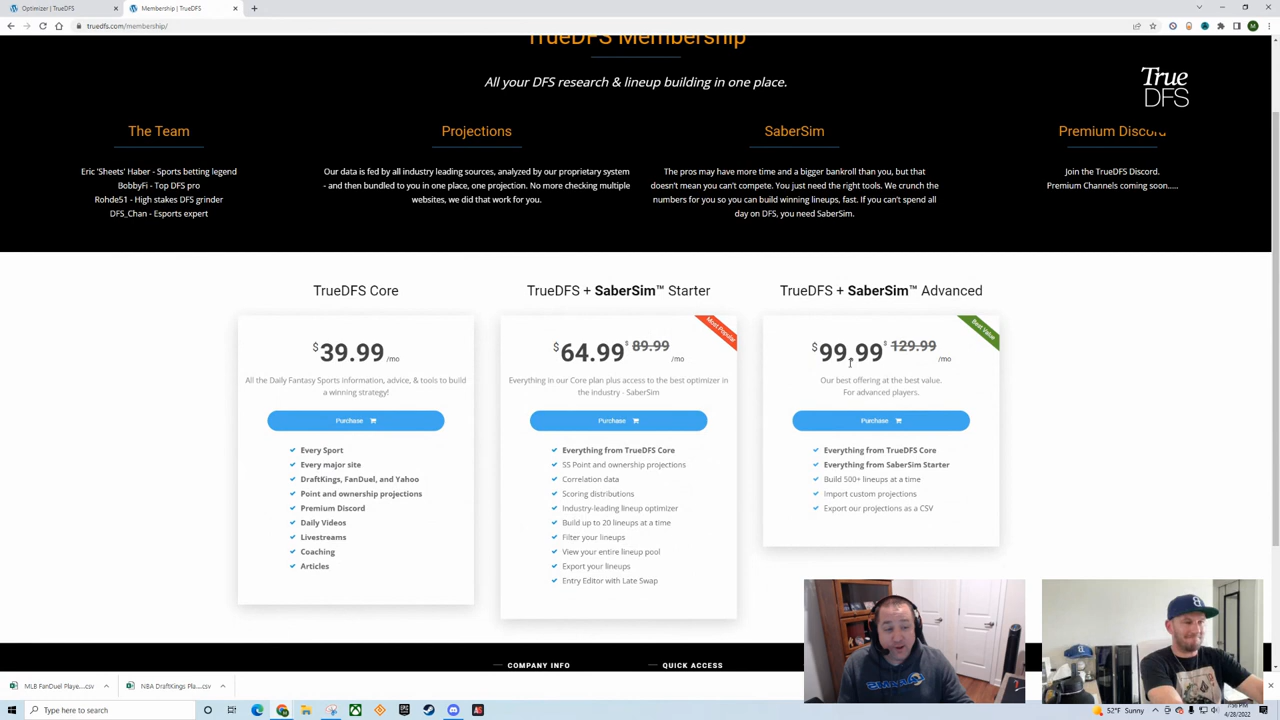 Optimizer | TrueDFS
Membership | TrueDFS
truedfs.com/membership/
TrueDFS Membership
All your DFS research & lineup building in one place.
True
DFS
The Team
Eric 'Sheets' Haber - Sports betting legend
BobbyFi - Top DFS pro
Rohde51 - High stakes DFS grinder
DFS_Chan - Esports expert
Projections
Our data is fed by all industry leading sources, analyzed by our proprietary system
- and then bundled to you in one place, one projection. No more checking multiple
websites, we did that work for you.
SaberSim
The pros may have more time and a bigger bankroll than you, but that
doesn't mean you can't compete. You just need the right tools. We crunch the
numbers for you so you can build winning lineups, fast. If you can't spend all
day on DFS, you need SaberSim.
Premium Discord
Join the TrueDFS Discord.
Premium Channels coming soon.....
TrueDFS Core
$39.99 /mo
All the Daily Fantasy Sports information, advice, & tools to build
a winning strategy!
Purchase
Every Sport
Every major site
DraftKings, FanDuel, and Yahoo
Point and ownership projections
Premium Discord
Daily Videos
Livestreams
Coaching
Articles
TrueDFS + SaberSim™ Starter
Most Popular
$64.99 $89.99 /mo
Everything in our Core plan plus access to the best optimizer in
the industry - SaberSim
Purchase
Everything from TrueDFS Core
SS Point and ownership projections
Correlation data
Scoring distributions
Industry-leading lineup optimizer
Build up to 20 lineups at a time
Filter your lineups
View your entire lineup pool
Export your lineups
Entry Editor with Late Swap
TrueDFS + SaberSim™ Advanced
Best Value
$99.99 $129.99 /mo
Our best offering at the best value.
For advanced players.
Purchase
Everything from TrueDFS Core
Everything from SaberSim Starter
Build 500+ lineups at a time
Import custom projections
Export our projections as a CSV
COMPANY INFO
QUICK ACCESS
MLB FanDuel Playe....csv
NBA DraftKings Pla....csv
Type here to search
52°F Sunny
7:56 PM
4/28/2022